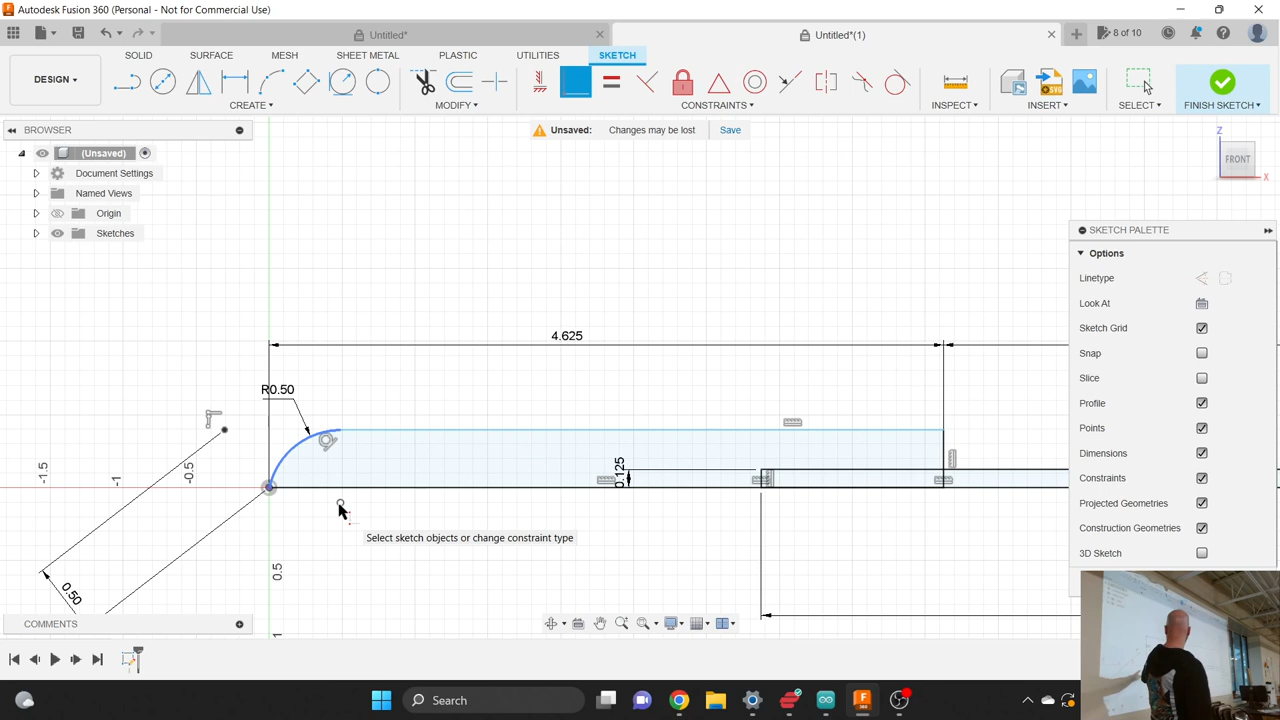 Autodesk Fusion 360 (Personal - Not for Commercial Use)
Untitled*
Untitled*(1)
8 of 10
SOLID
SURFACE
MESH
SHEET METAL
PLASTIC
UTILITIES
SKETCH
DESIGN
CREATE
MODIFY
CONSTRAINTS
INSPECT
INSERT
SELECT
FINISH SKETCH
BROWSER
Unsaved: Changes may be lost Save
(Unsaved)
Document Settings
Named Views
Origin
Sketches
Z
FRONT
X
SKETCH PALETTE
Options
Linetype
Look At
Sketch Grid
Snap
Slice
Profile
Points
Dimensions
Constraints
Projected Geometries
Construction Geometries
3D Sketch
4.625
R0.50
-1.5
-1
-0.5
0.125
Select sketch objects or change constraint type
0.5
0.50
1
COMMENTS
Search